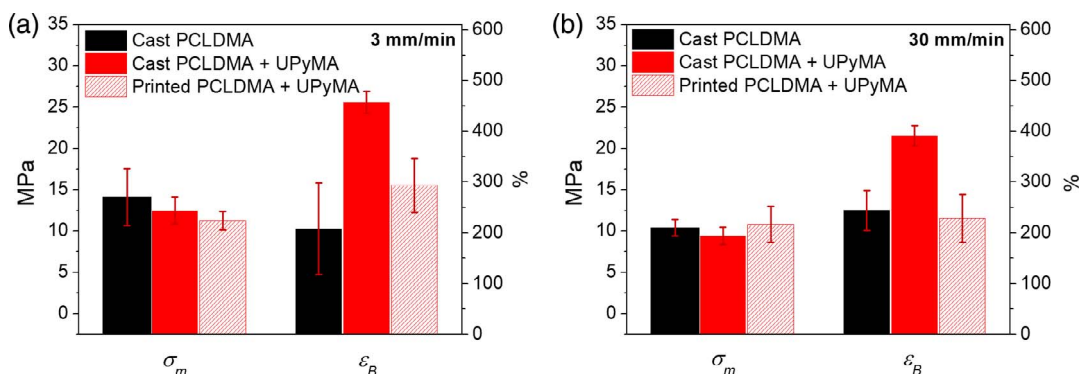 (a)
Cast PCLDMA
Cast PCLDMA + UPyMA
Printed PCLDMA + UPyMA
3 mm/min
MPa
35
30
25
20
15
10
5
0
%
600
500
400
300
200
100
0
σm
εB
(b)
Cast PCLDMA
Cast PCLDMA + UPyMA
Printed PCLDMA + UPyMA
30 mm/min
MPa
35
30
25
20
15
10
5
0
%
600
500
400
300
200
100
0
σm
εB